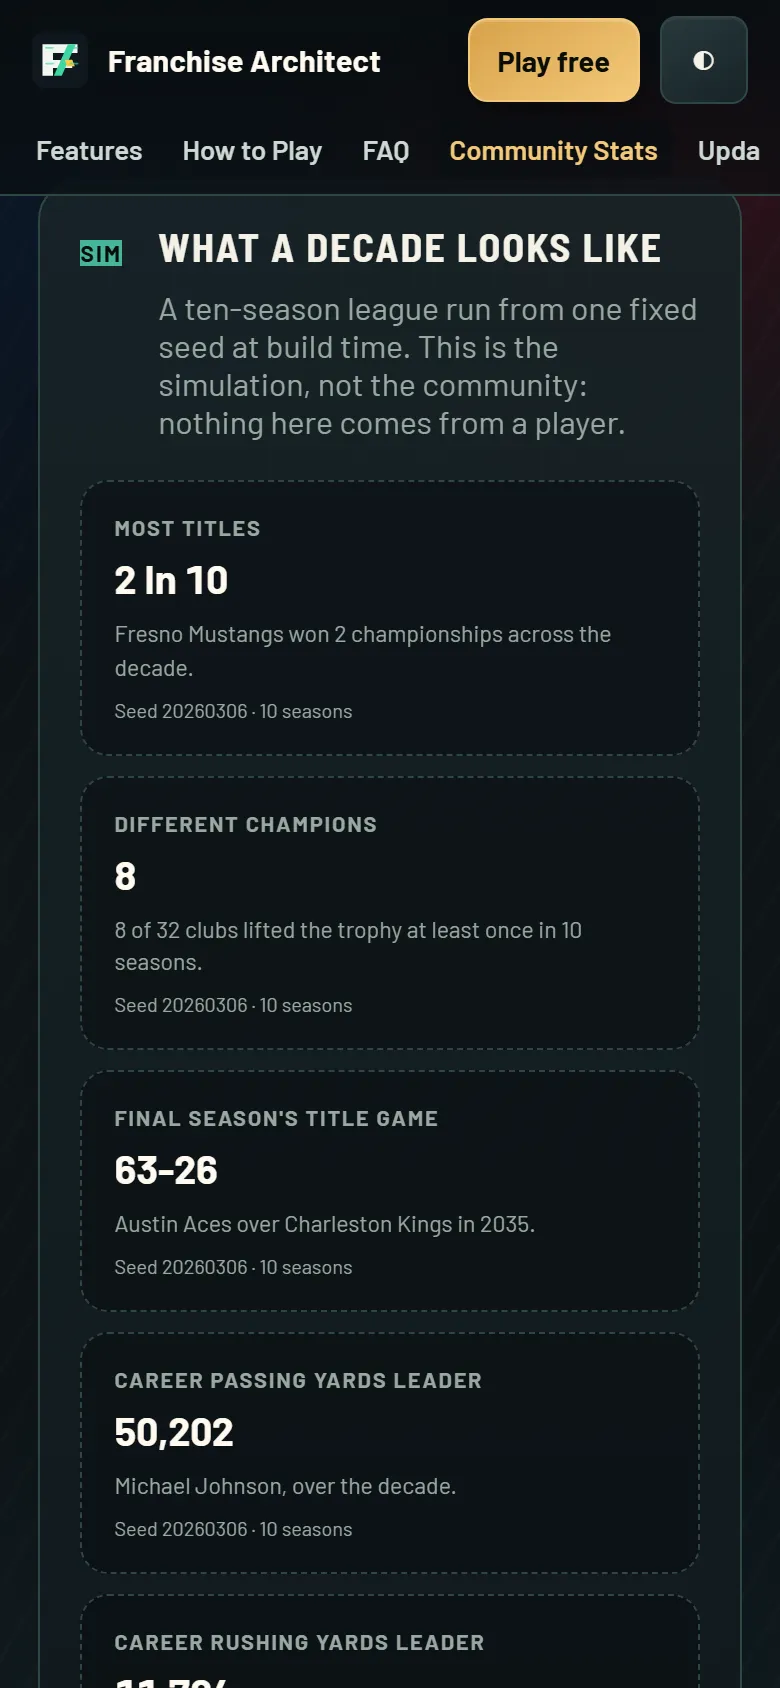 Franchise Architect
Play free
Features
How to Play
FAQ
Community Stats
Upda
SIM
WHAT A DECADE LOOKS LIKE
A ten-season league run from one fixed
seed at build time. This is the
simulation, not the community:
nothing here comes from a player.
MOST TITLES
2 In 10
Fresno Mustangs won 2 championships across the
decade.
Seed 20260306 · 10 seasons
DIFFERENT CHAMPIONS
8
8 of 32 clubs lifted the trophy at least once in 10
seasons.
Seed 20260306 · 10 seasons
FINAL SEASON'S TITLE GAME
63–26
Austin Aces over Charleston Kings in 2035.
Seed 20260306 · 10 seasons
CAREER PASSING YARDS LEADER
50,202
Michael Johnson, over the decade.
Seed 20260306 · 10 seasons
CAREER RUSHING YARDS LEADER